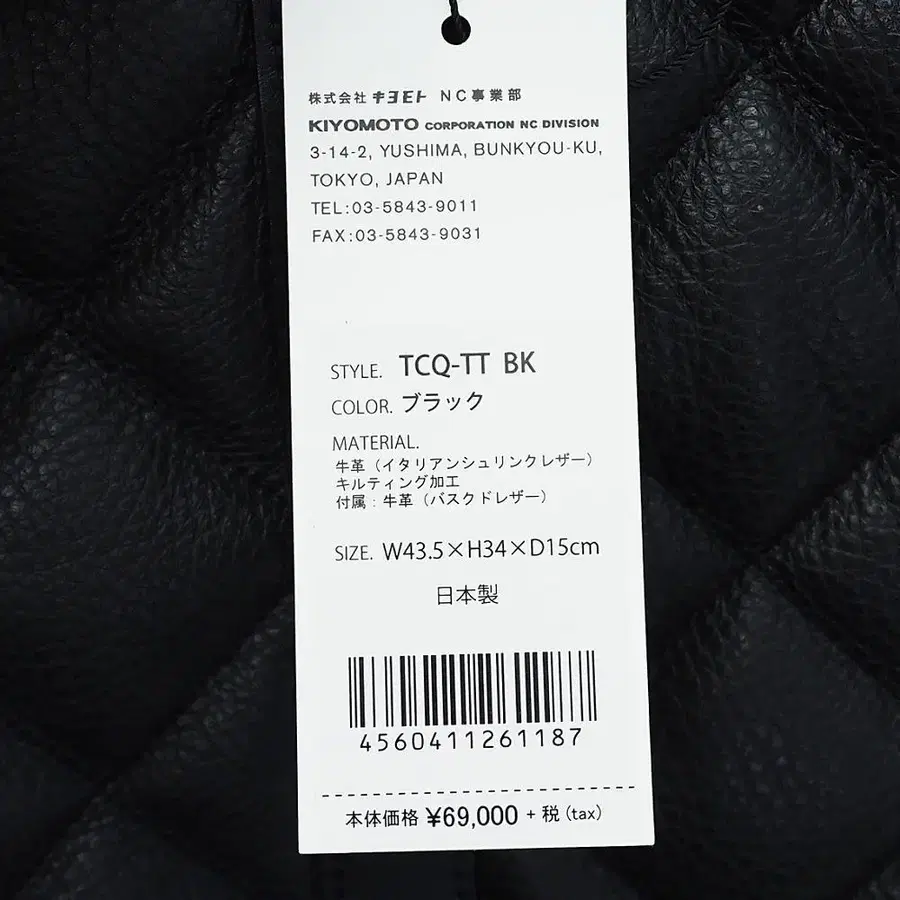 株式会社 キヨモト NC事業部
KIYOMOTO CORPORATION NC DIVISION
3-14-2, YUSHIMA, BUNKYOU-KU,
TOKYO, JAPAN
TEL:03-5843-9011
FAX:03-5843-9031
STYLE. TCQ-TT BK
COLOR. ブラック
MATERIAL.
牛革（イタリアンシュリンクレザー）
キルティング加工
付属：牛革（バスクドレザー）
SIZE. W43.5×H34×D15cm
日本製
4560411261187
本体価格 ¥69,000 + 税 (tax)